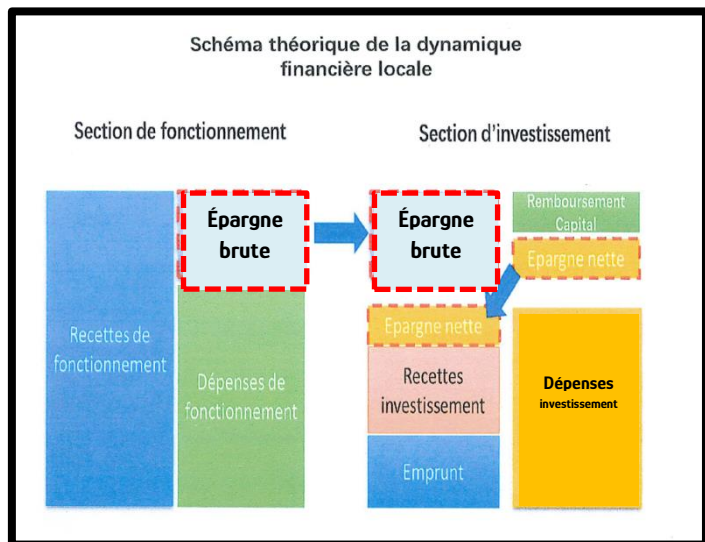 Schéma théorique de la dynamique
financière locale
Section de fonctionnement
Section d'investissement
Recettes de
fonctionnement
Épargne
brute
Dépenses de
fonctionnement
Épargne
brute
Remboursement
Capital
Epargne nette
Epargne nette
Recettes
investissement
Emprunt
Dépenses
investissement